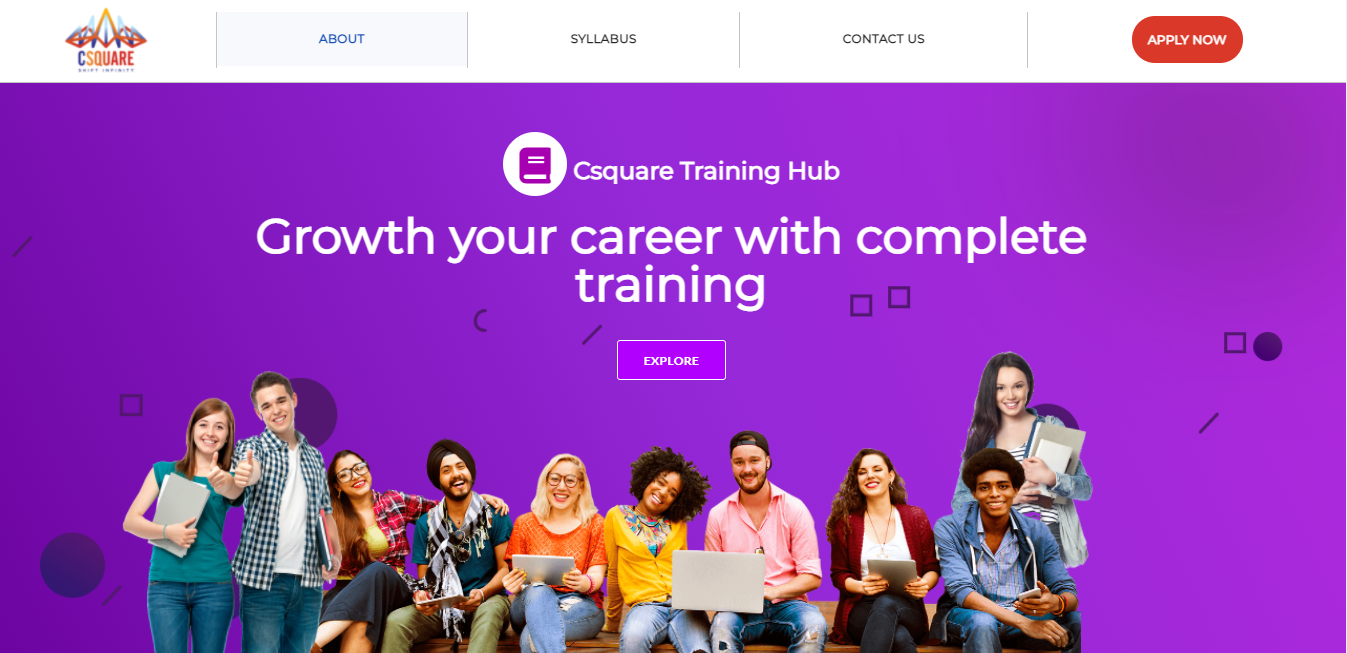 CSQUARE
SHIFT INFINITY
ABOUT
SYLLABUS
CONTACT US
APPLY NOW
Csquare Training Hub
Growth your career with complete
training
EXPLORE